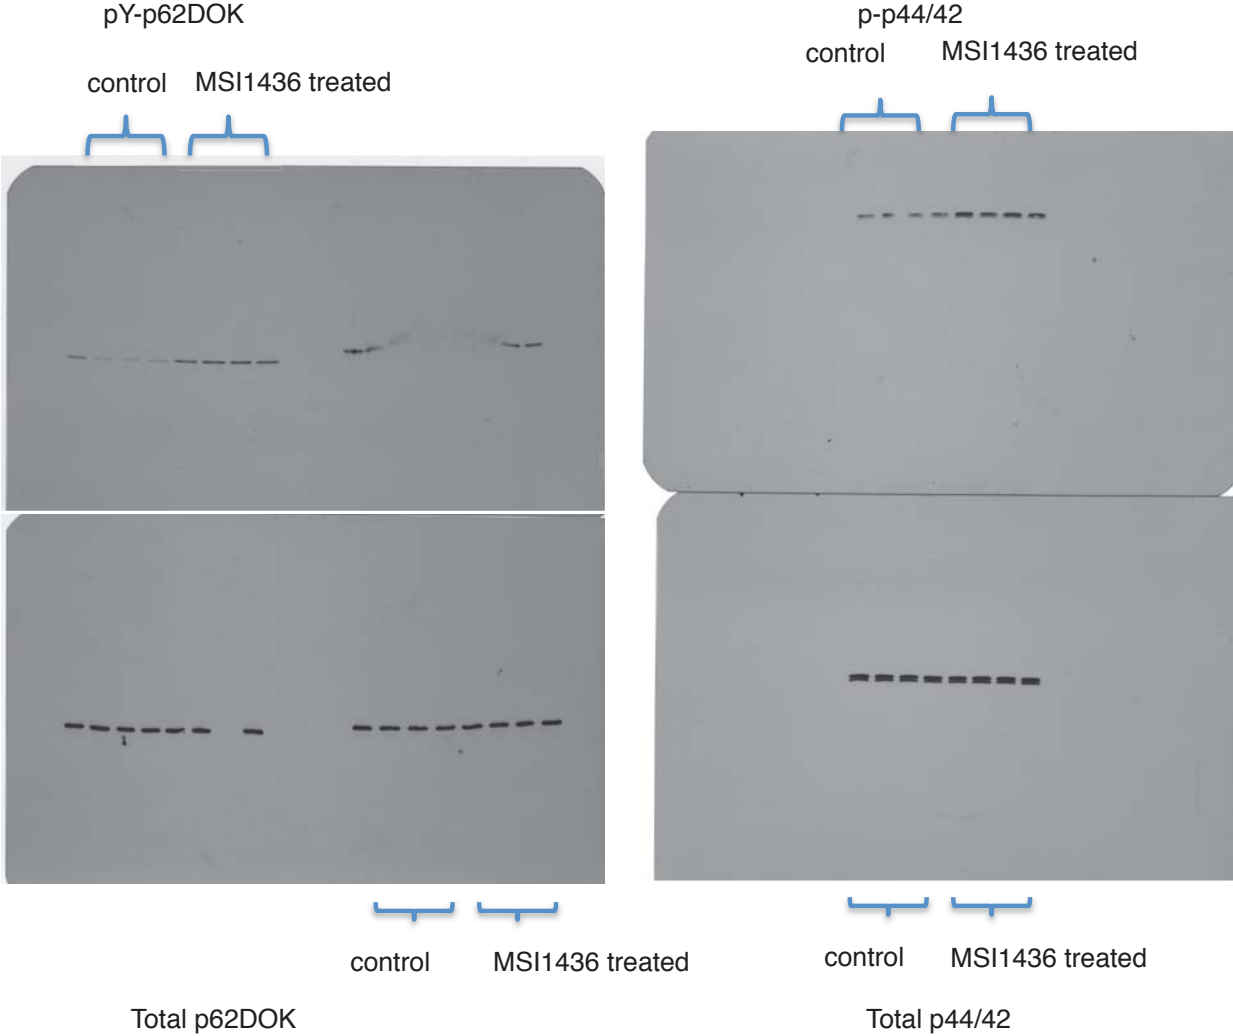 pY-p62DOK
control MSI1436 treated
p-p44/42
control MSI1436 treated
control MSI1436 treated
Total p62DOK
control MSI1436 treated
Total p44/42